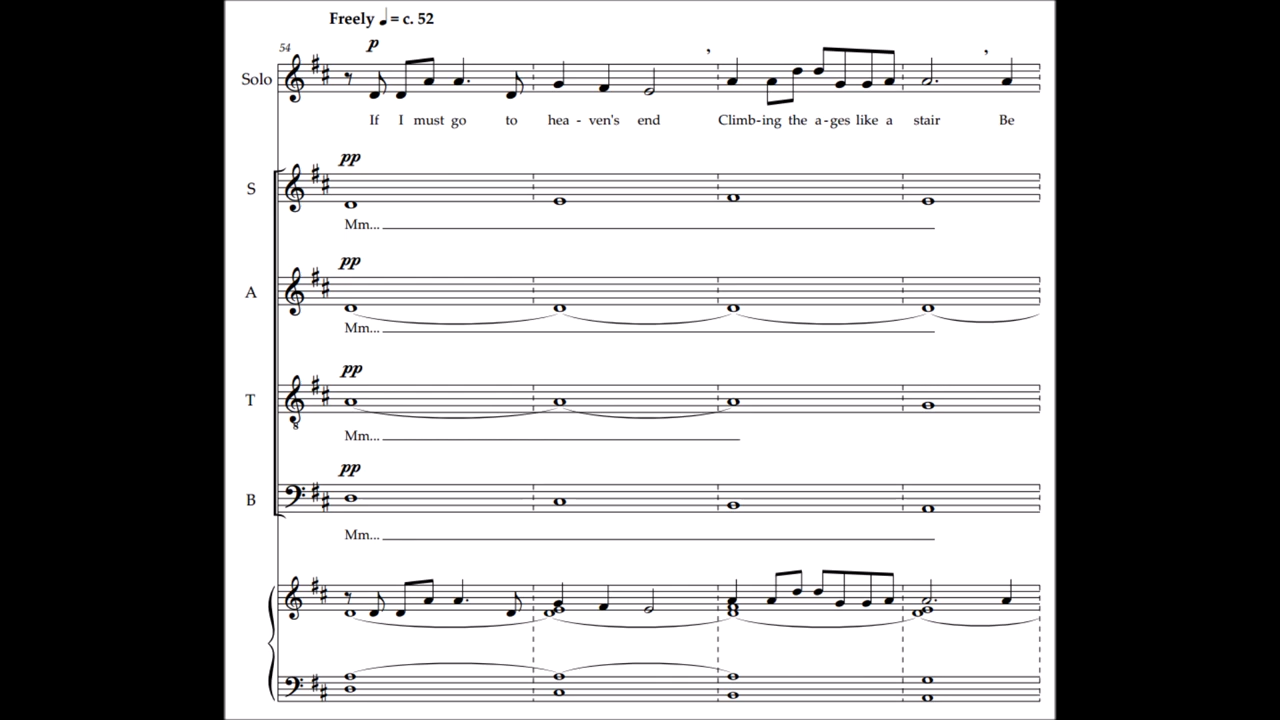 Freely ♩ = c. 52
54
p
Solo
If I must go to hea - ven's end Climb-ing the a-ges like a stair Be
pp
S
Mm...
pp
A
Mm...
pp
T
8
Mm...
pp
B
Mm...